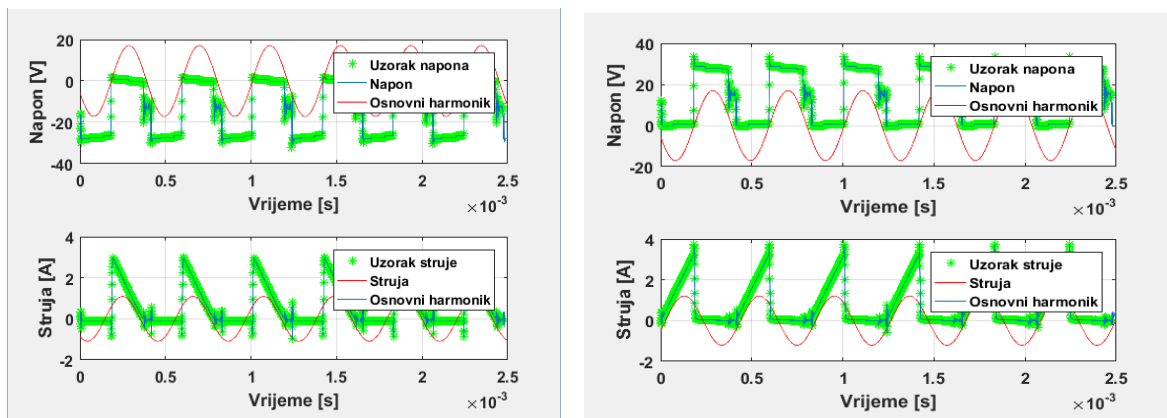 20
0
-20
-40
Napon [V]
Uzorak napona
Napon
Osnovni harmonik
0 0.5 1 1.5 2 2.5
Vrijeme [s]
×10⁻³
4
2
0
-2
Struja [A]
Uzorak struje
Struja
Osnovni harmonik
0 0.5 1 1.5 2 2.5
Vrijeme [s]
×10⁻³
40
20
0
-20
Napon [V]
Uzorak napona
Napon
Osnovni harmonik
0 0.5 1 1.5 2 2.5
Vrijeme [s]
×10⁻³
4
2
0
-2
Struja [A]
Uzorak struje
Struja
Osnovni harmonik
0 0.5 1 1.5 2 2.5
Vrijeme [s]
×10⁻³